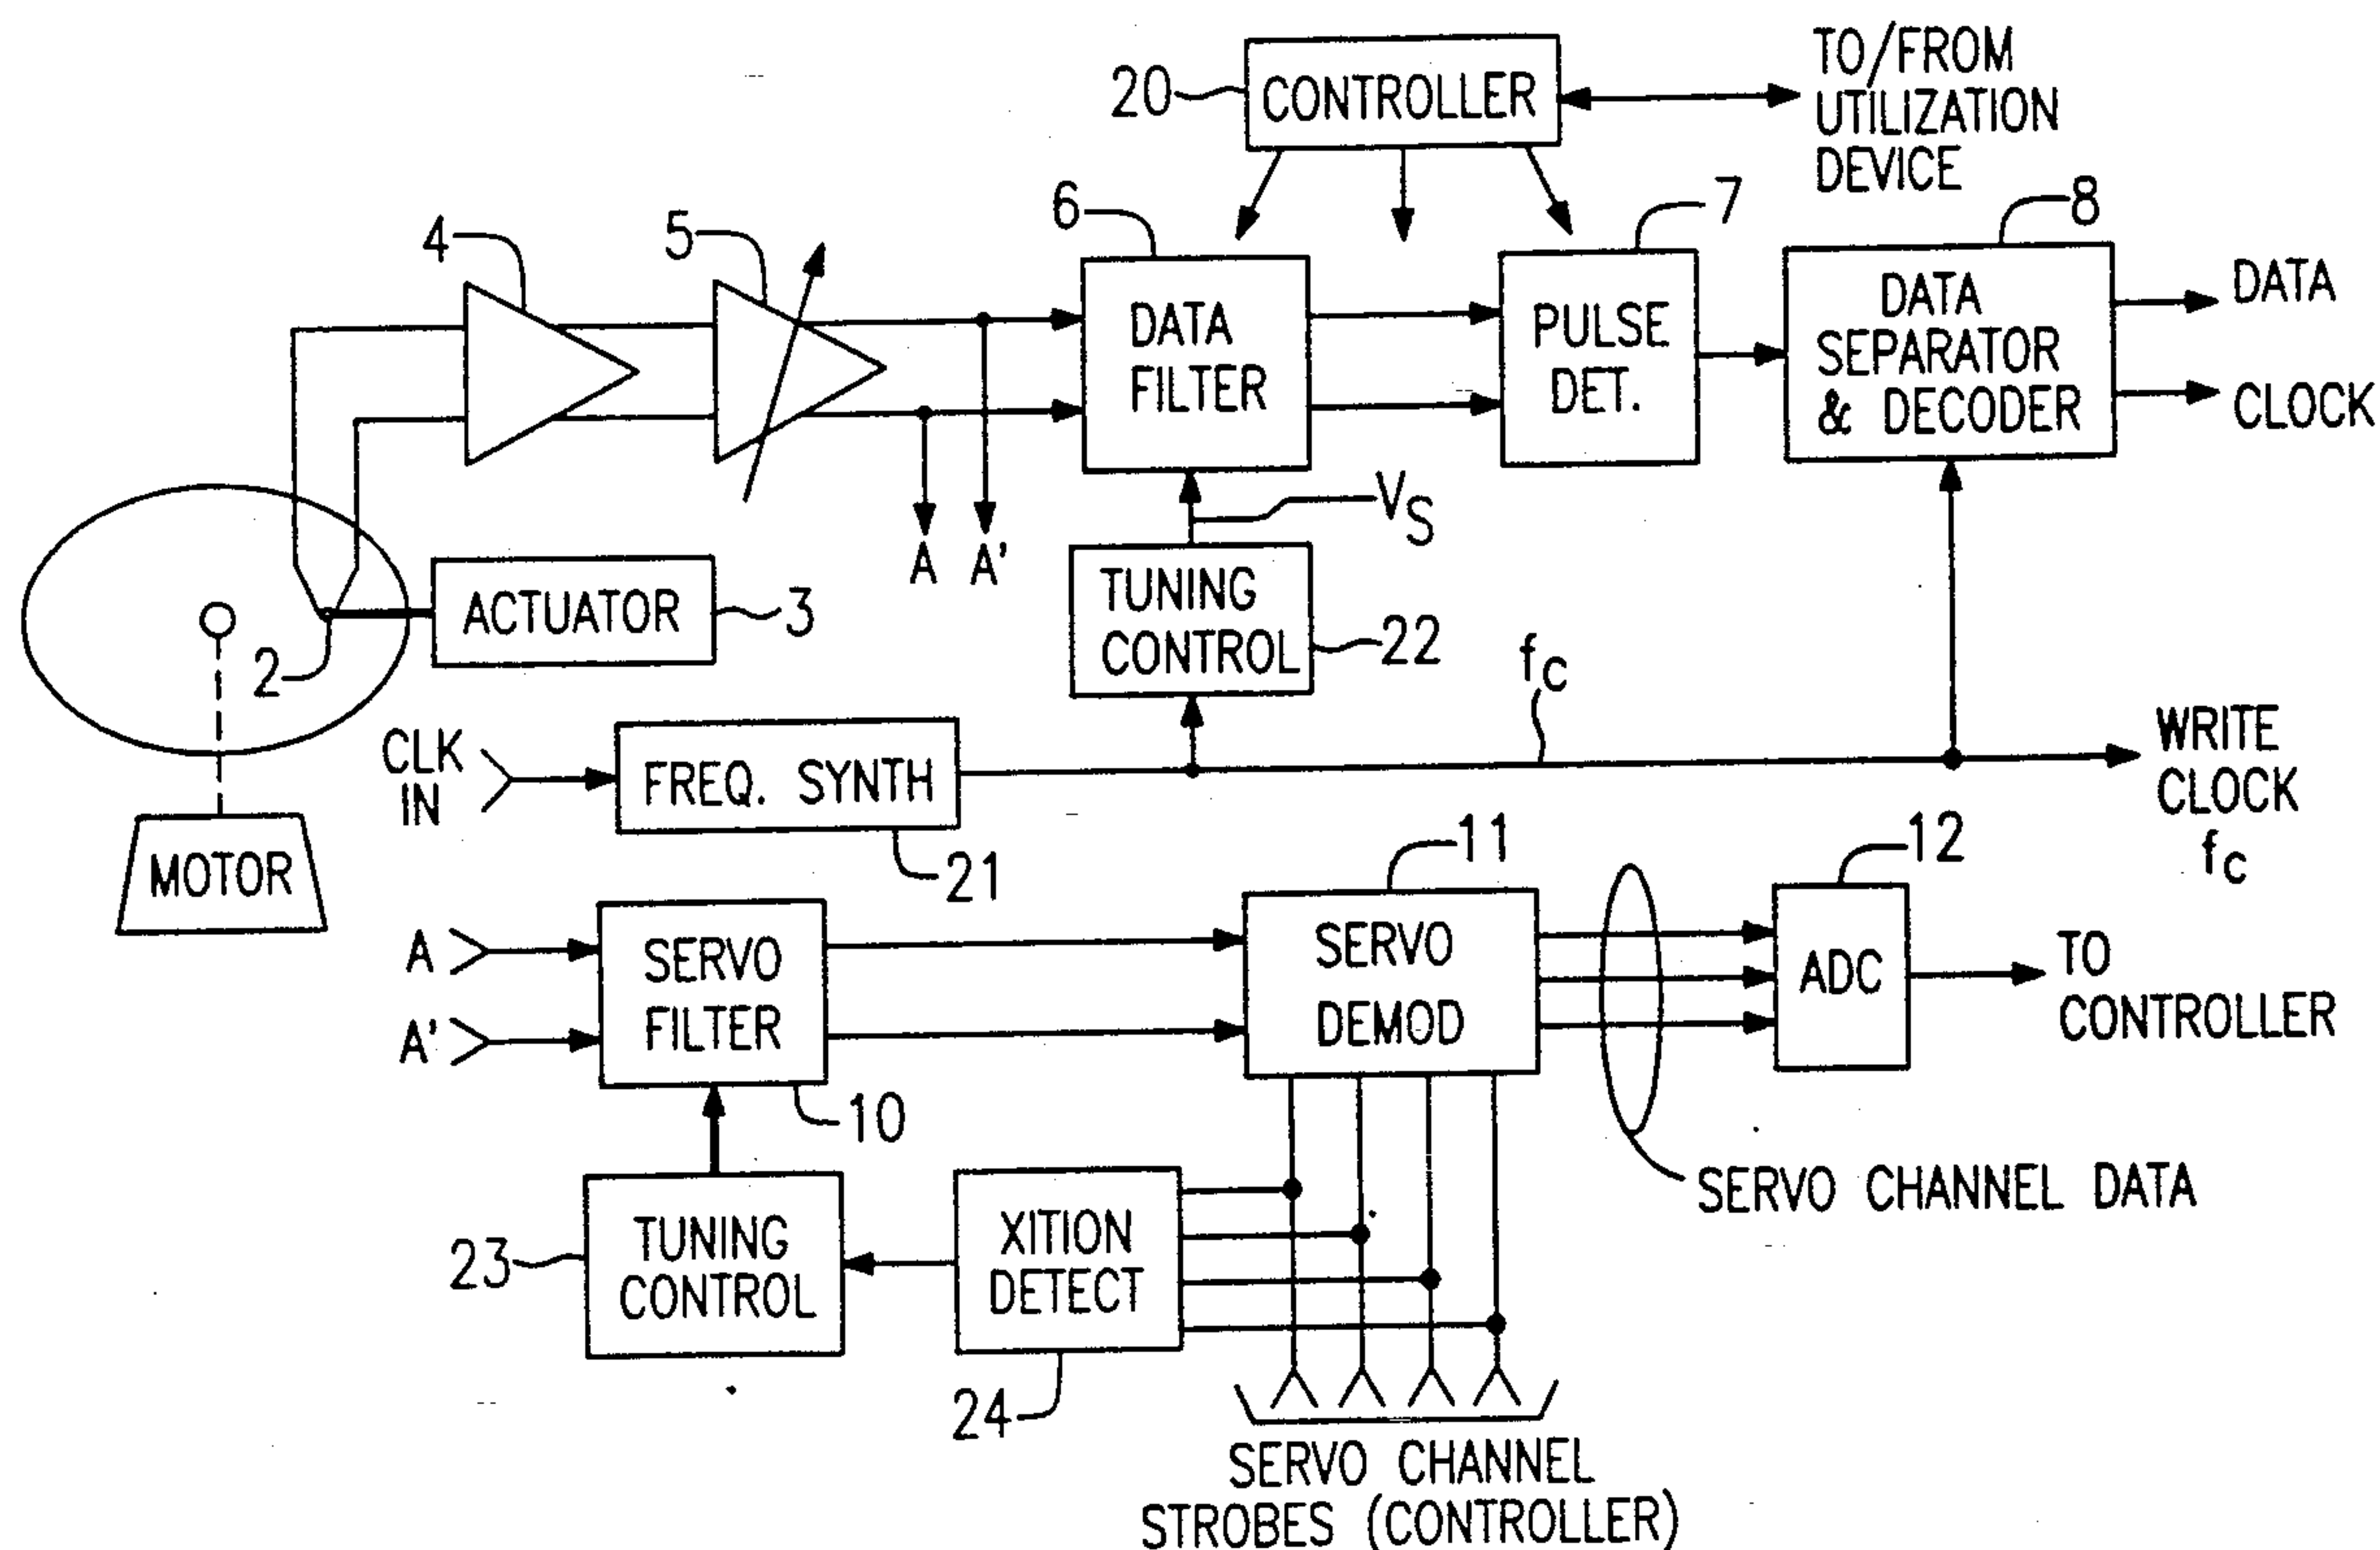 20
CONTROLLER
TO/FROM
UTILIZATION
DEVICE
4
5
6
7
8
DATA
FILTER
PULSE
DET.
DATA
SEPARATOR
& DECODER
DATA
CLOCK
A
A'
VS
ACTUATOR
3
2
TUNING
CONTROL
22
fC
CLK
IN
FREQ. SYNTH
21
WRITE
CLOCK
fC
MOTOR
11
12
A
A'
SERVO
FILTER
10
SERVO
DEMOD
ADC
TO
CONTROLLER
SERVO CHANNEL DATA
23
TUNING
CONTROL
XITION
DETECT
24
SERVO CHANNEL
STROBES (CONTROLLER)